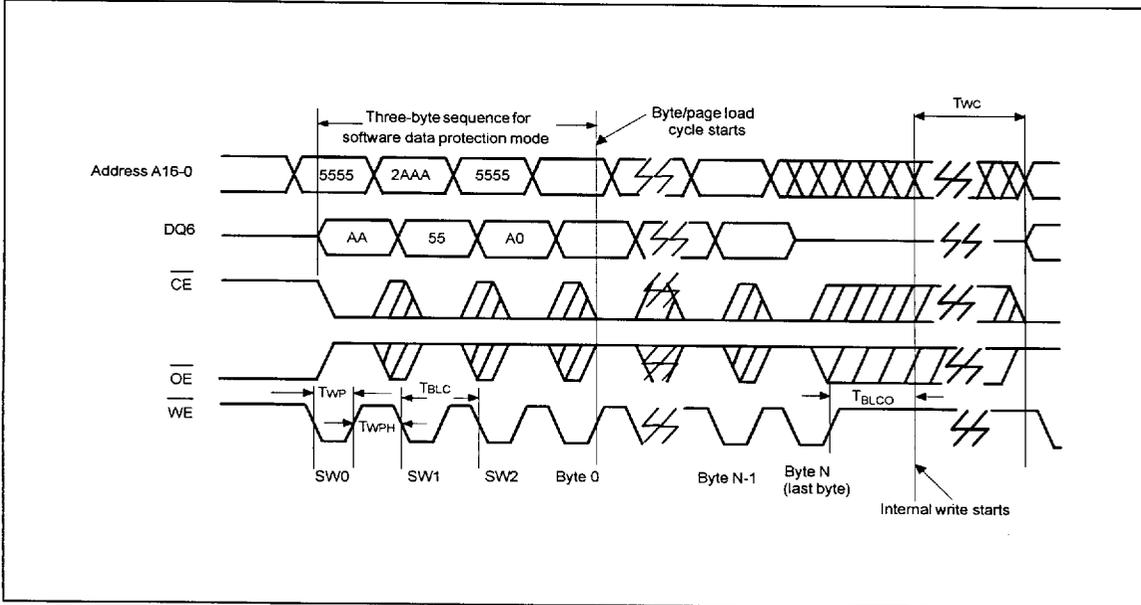 Three-byte sequence for
software data protection mode
Byte/page load
cycle starts
TWC
Address A16-0
5555
2AAA
5555
DQ6
AA
55
A0
CE
OE
TWP
TBLC
TBLCO
WE
TWPH
SW0
SW1
SW2
Byte 0
Byte N-1
Byte N
(last byte)
Internal write starts